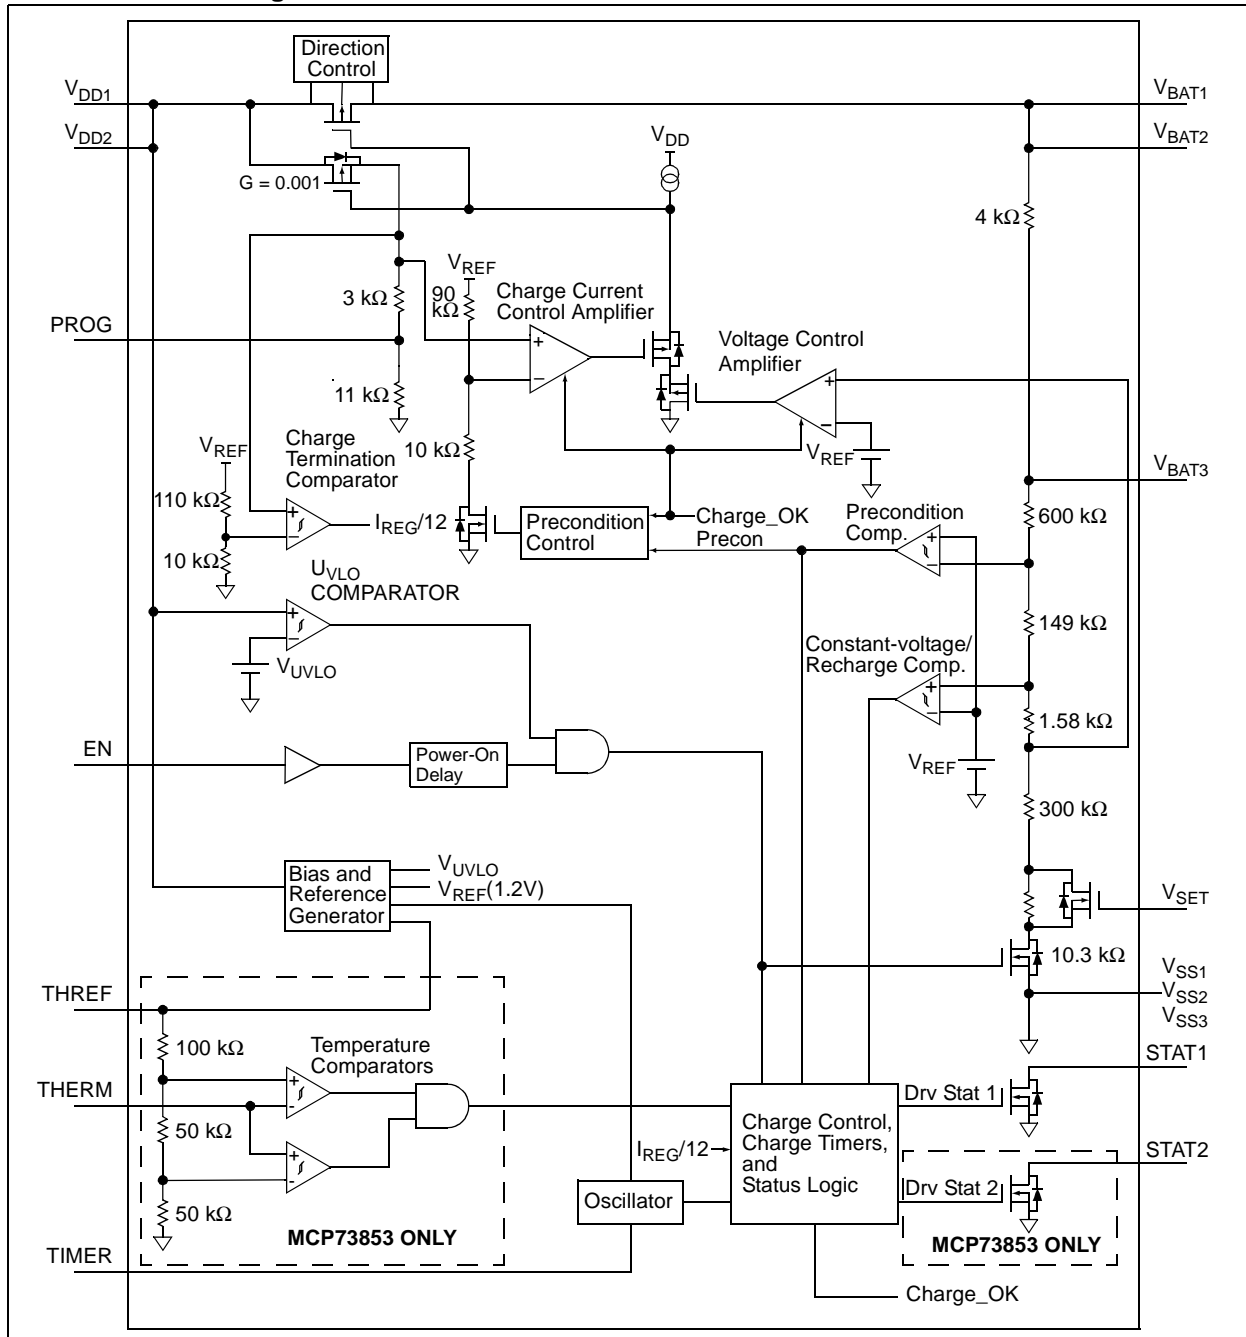 Direction
Control
VDD1
VBAT1
VDD2
VBAT2
VDD
G = 0.001
4 kΩ
VREF
3 kΩ
90
kΩ
Charge Current
Control Amplifier
PROG
Voltage Control
Amplifier
+
−
+
−
11 kΩ
VREF
Charge
Termination
Comparator
10 kΩ
VREF
VBAT3
110 kΩ
+
−
IREG/12
Precondition
Control
Charge_OK
Precon
Precondition
Comp.
+
−
600 kΩ
10 kΩ
UVLO
COMPARATOR
+
−
VUVLO
149 kΩ
Constant-voltage/
Recharge Comp.
+
−
1.58 kΩ
EN
Power-On
Delay
VREF
300 kΩ
Bias and
Reference
Generator
VUVLO
VREF(1.2V)
VSET
10.3 kΩ
VSS1
VSS2
VSS3
THREF
100 kΩ
Temperature
Comparators
STAT1
THERM
+
-
Drv Stat 1
Charge Control,
Charge Timers,
and
Status Logic
50 kΩ
+
-
IREG/12
STAT2
Drv Stat 2
50 kΩ
Oscillator
MCP73853 ONLY
MCP73853 ONLY
TIMER
Charge_OK